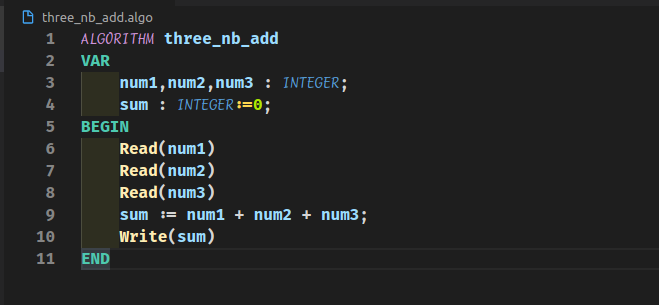 three_nb_add.algo
1 ALGORITHM three_nb_add
2 VAR
3 num1,num2,num3 : INTEGER;
4 sum : INTEGER:=0;
5 BEGIN
6 Read(num1)
7 Read(num2)
8 Read(num3)
9 sum := num1 + num2 + num3;
10 Write(sum)
11 END